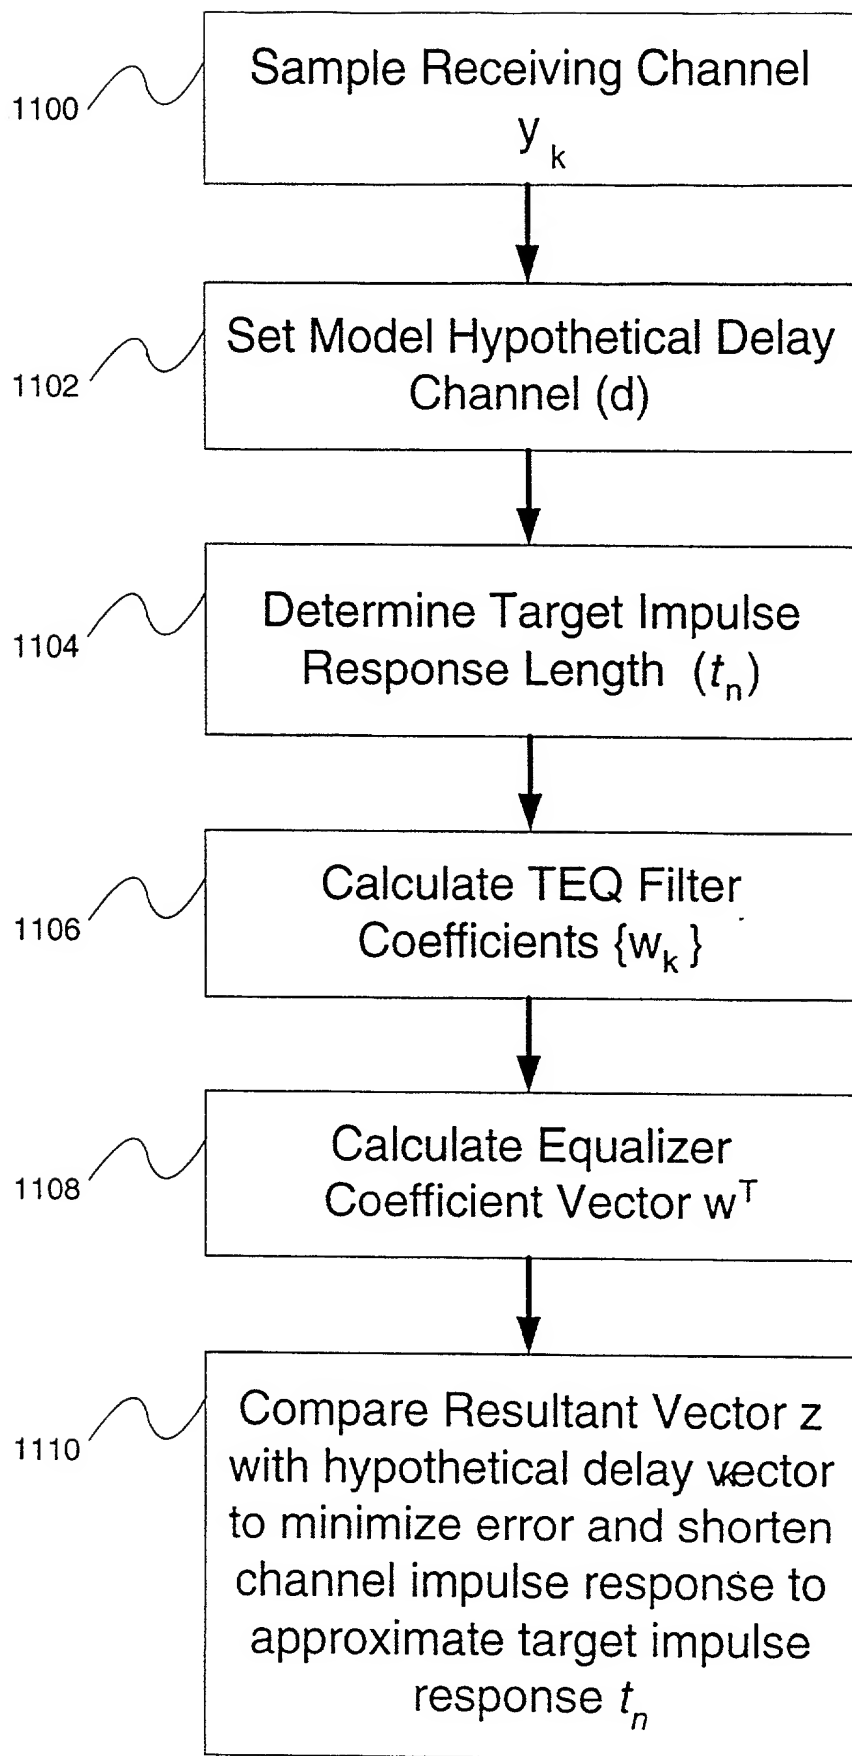 1100
Sample Receiving Channel
y k
1102
Set Model Hypothetical Delay
Channel (d)
1104
Determine Target Impulse
Response Length (tn)
1106
Calculate TEQ Filter
Coefficients {wk}
1108
Calculate Equalizer
Coefficient Vector wT
1110
Compare Resultant Vector z
with hypothetical delay vector
to minimize error and shorten
channel impulse response to
approximate target impulse
response tn